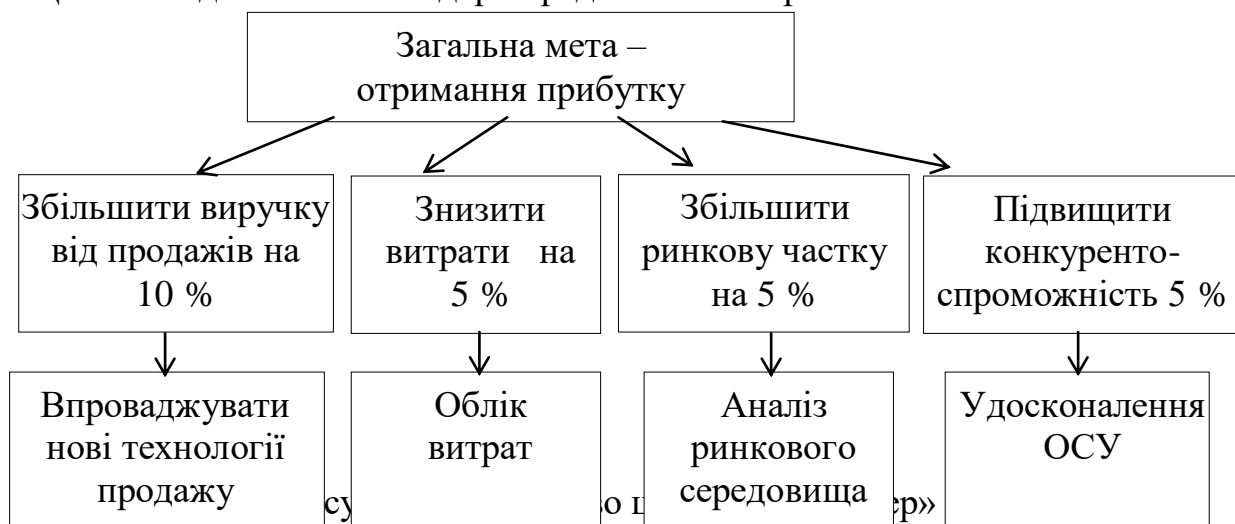 Загальна мета –
отримання прибутку
Збільшити виручку
від продажів на
10 %
Знизити
витрати на
5 %
Збільшити
ринкову частку
на 5 %
Підвищити
конкуренто-
спроможність 5 %
Впроваджувати
нові технології
продажу
Облік
витрат
Аналіз
ринкового
середовища
Удосконалення
ОСУ